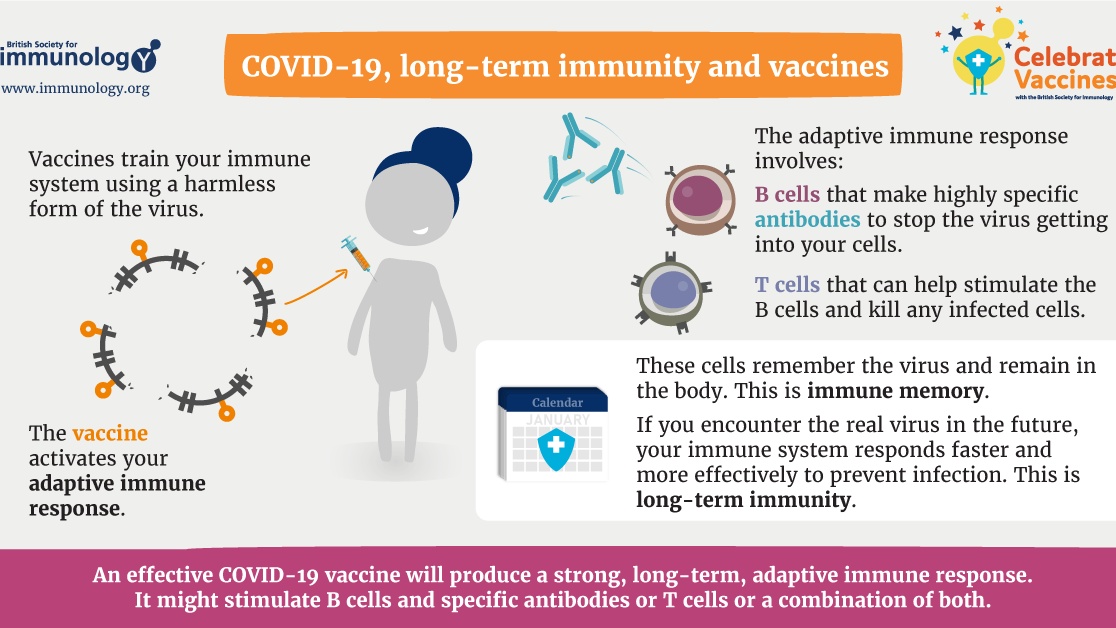 British Society for
immunology
www.immunology.org
COVID-19, long-term immunity and vaccines
Celebrat
Vaccines
with the British Society for Immunology
Vaccines train your immune
system using a harmless
form of the virus.
The vaccine
activates your
adaptive immune
response.
The adaptive immune response
involves:
B cells that make highly specific
antibodies to stop the virus getting
into your cells.
T cells that can help stimulate the
B cells and kill any infected cells.
Calendar
JANUARY
These cells remember the virus and remain in
the body. This is immune memory.
If you encounter the real virus in the future,
your immune system responds faster and
more effectively to prevent infection. This is
long-term immunity.
An effective COVID-19 vaccine will produce a strong, long-term, adaptive immune response.
It might stimulate B cells and specific antibodies or T cells or a combination of both.